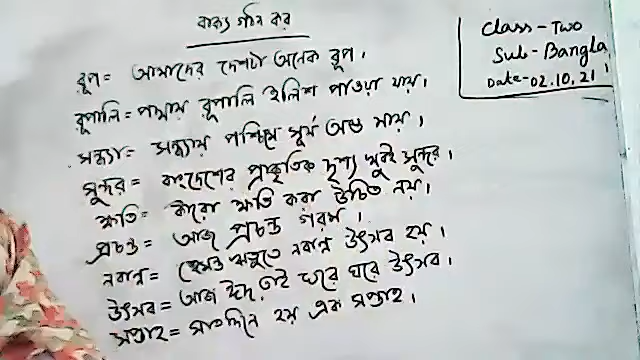 বাক্য গঠন কর
Class-Two
Sub-Bangla
Date-02.10.21
রূপ= আমাদের দেশটা অনেক রূপ।
রূপালি= পদ্মায় রূপালি ইলিশ পাওয়া যায়।
সন্ধ্যা= সন্ধ্যায় পশ্চিমে সূর্য অস্ত যায়।
সুন্দর= বাংদেশের প্রাকৃতিক দৃশ্য খুবই সুন্দর।
ক্ষতি= কারো ক্ষতি করা উচিত নয়।
প্রচন্ড= আজ প্রচন্ড গরম।
নবান্ন= হেমন্ত ঋতুতে নবান্ন উৎসব হয়।
উৎসব= আজ ঈদ, তাই ঘরে ঘরে উৎসব।
সপ্তাহ= সাতদিনে হয় এক সপ্তাহ।